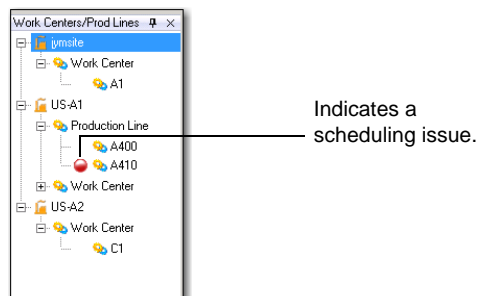 Work Centers/Prod Lines
jymsite
Work Center
A1
US-A1
Production Line
A400
A410
Work Center
US-A2
Work Center
C1
Indicates a
scheduling issue.